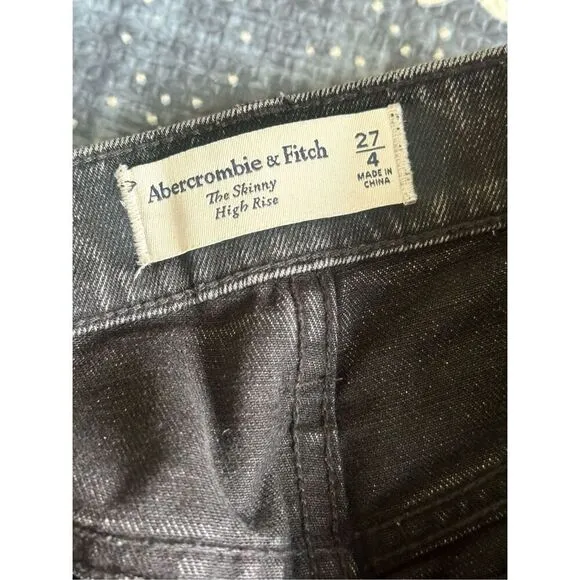 Abercrombie & Fitch
The Skinny
High Rise
27
4
MADE IN
CHINA